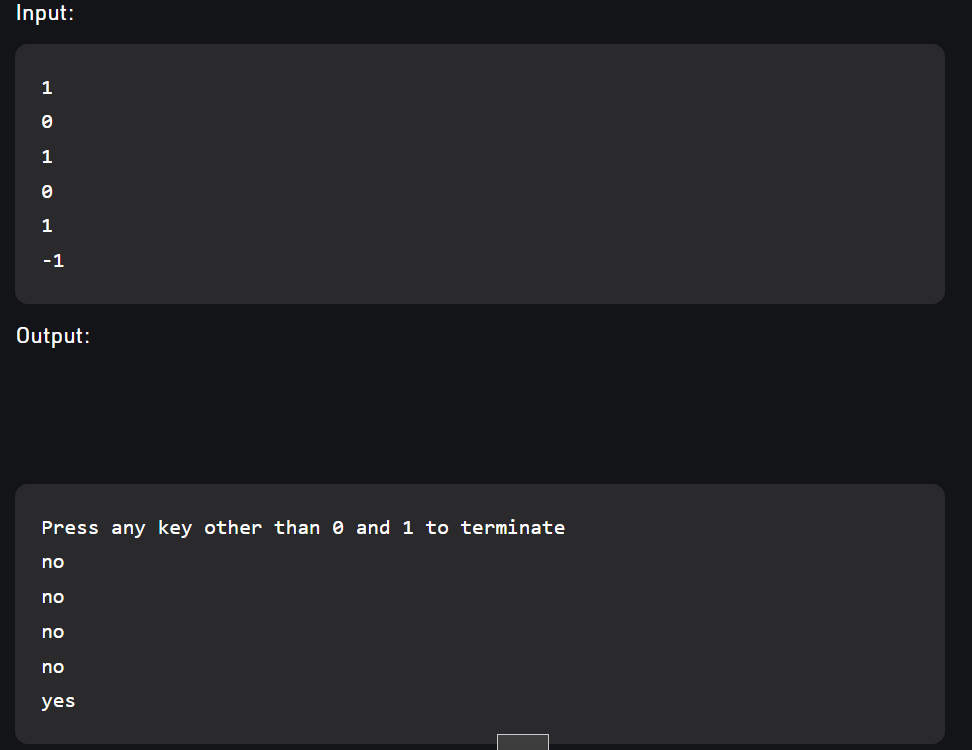 Input:
1
0
1
0
1
-1
Output:
Press any key other than 0 and 1 to terminate
no
no
no
no
yes